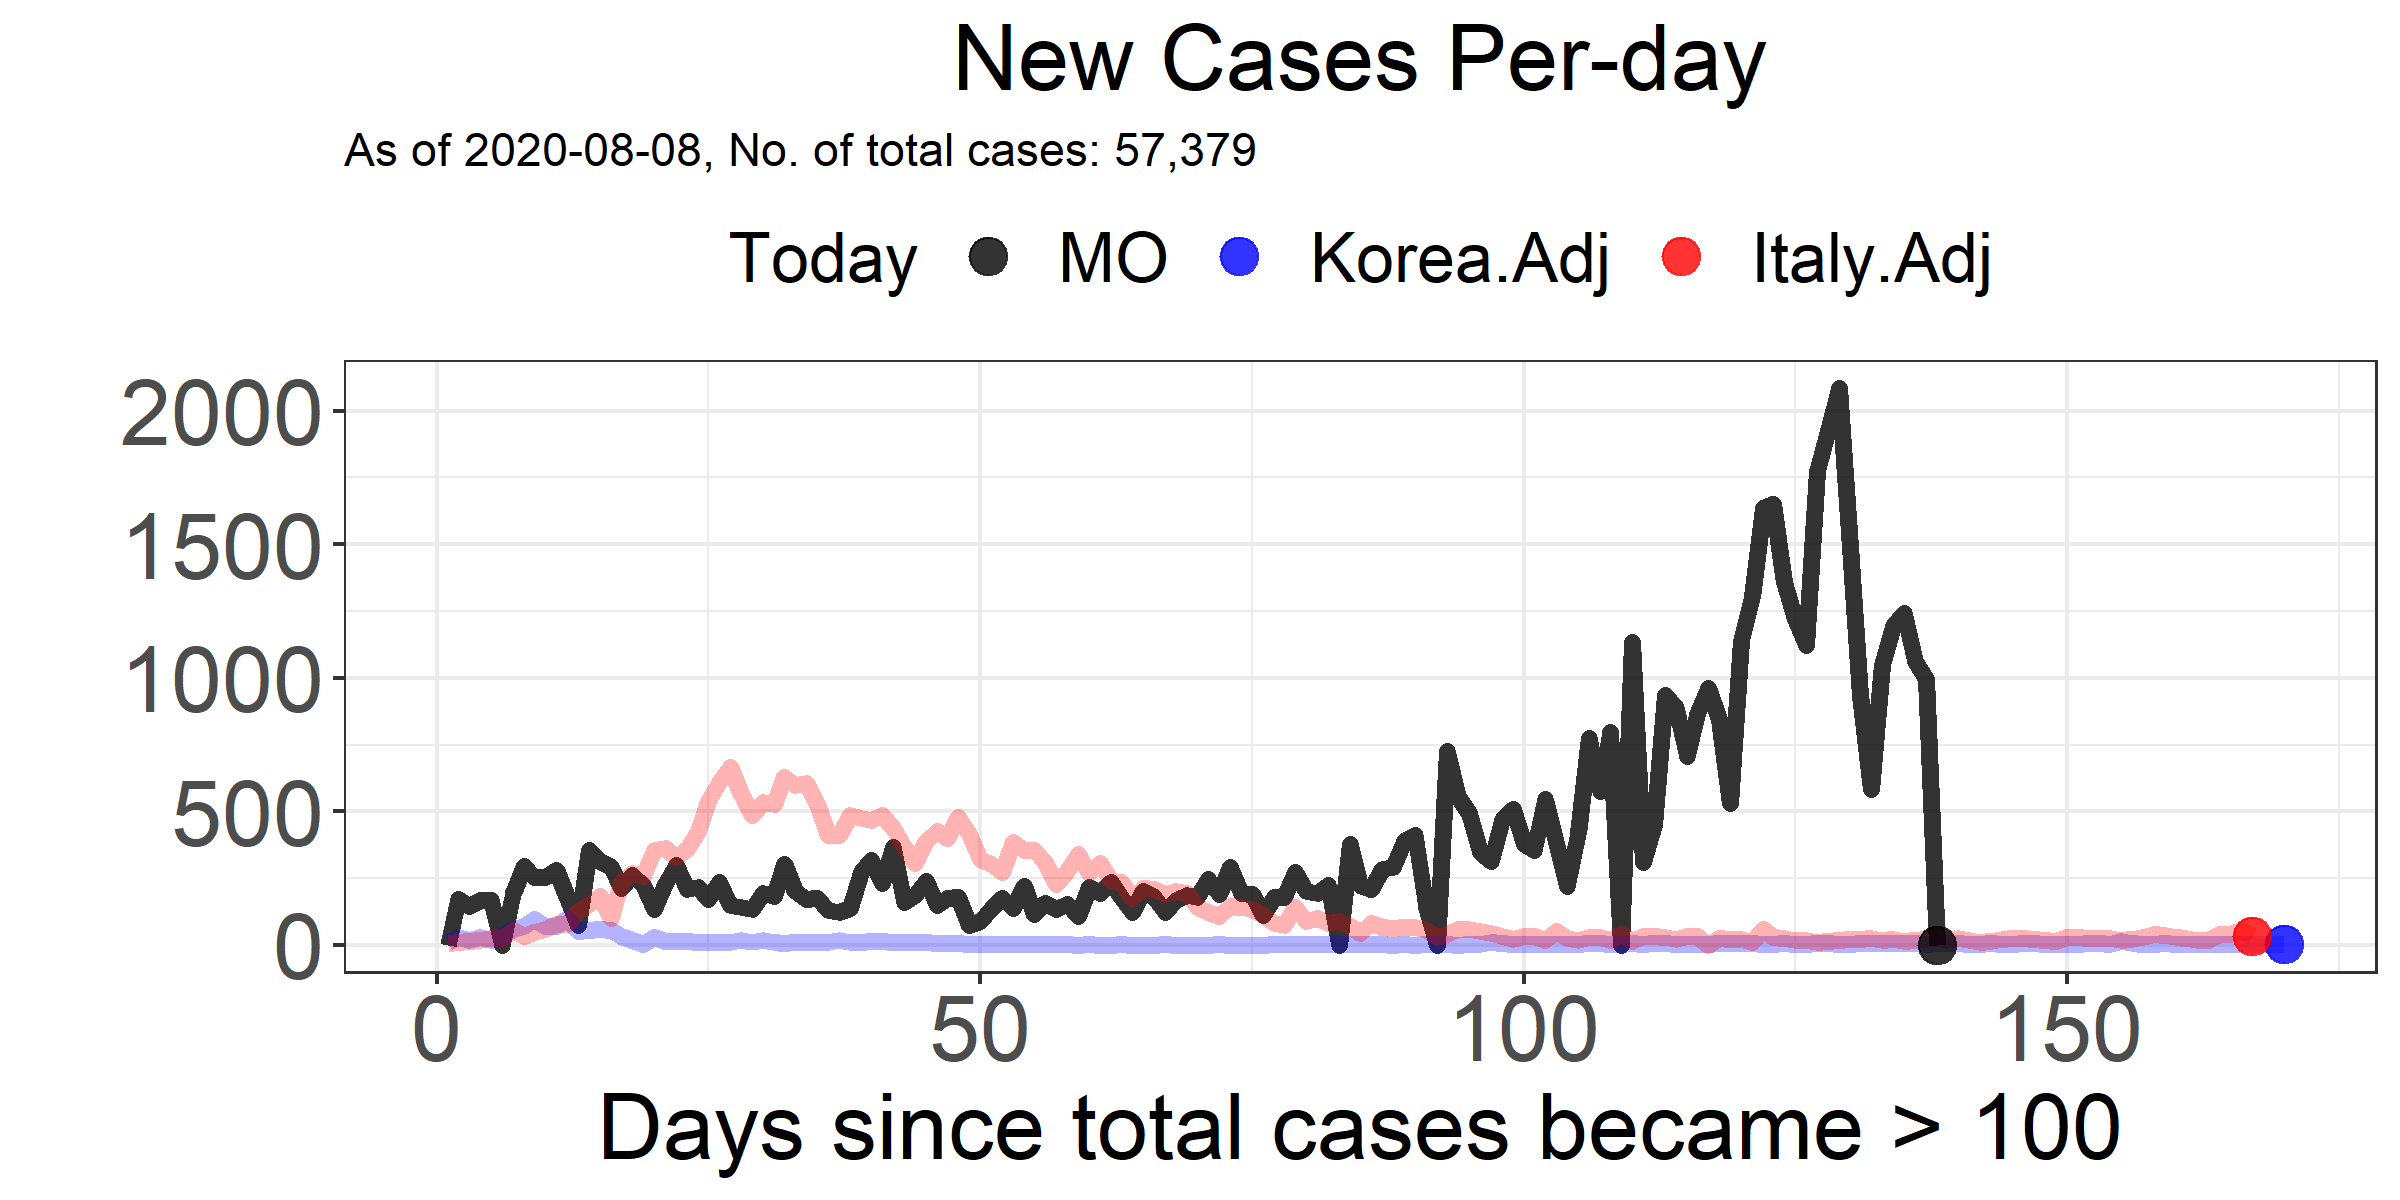 New Cases Per-day
As of 2020-08-08, No. of total cases: 57,379
Today MO Korea.Adj Italy.Adj
2000
1500
1000
500
0
0 50 100 150
Days since total cases became > 100